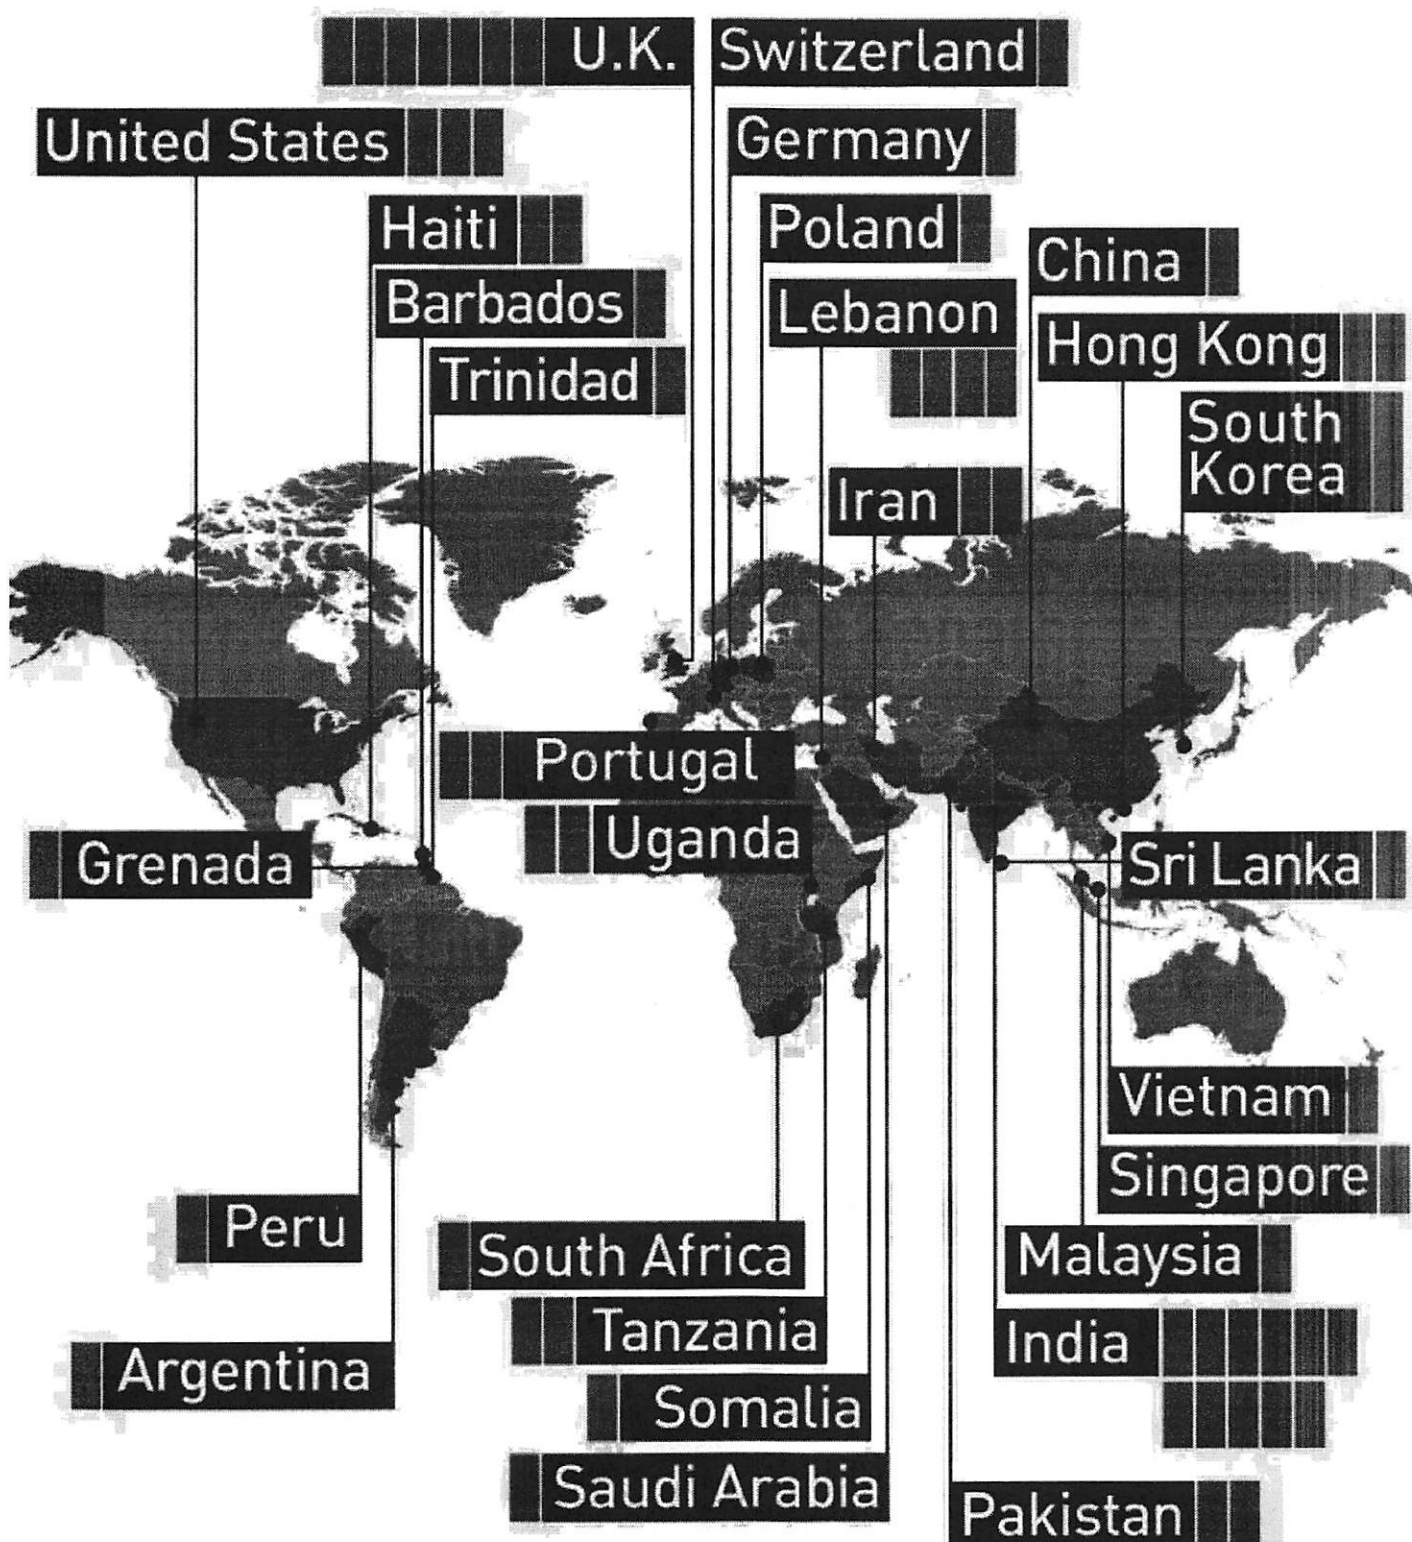 U.K.
Switzerland
United States
Germany
Haiti
Poland
China
Barbados
Lebanon
Hong Kong
Trinidad
South
Korea
Iran
Portugal
Uganda
Grenada
Sri Lanka
Vietnam
Singapore
Peru
South Africa
Malaysia
Tanzania
India
Argentina
Somalia
Saudi Arabia
Pakistan